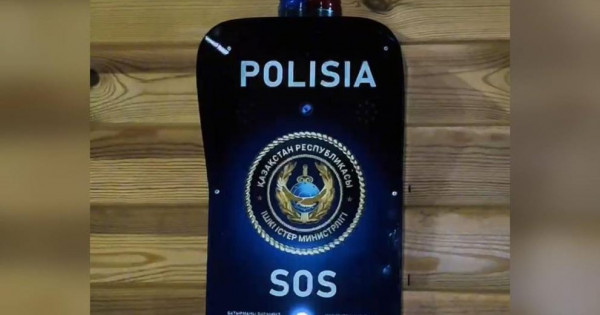 POLISIA
ҚАЗАҚСТАН РЕСПУБЛИКАСЫ
ІШКІ ІСТЕР МИНИСТРЛІГІ
SOS